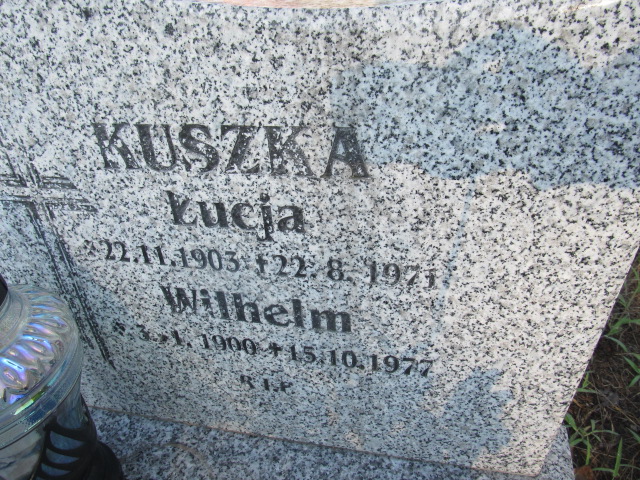 KUSZKA
Łucja
* 22.11.1903 † 22.8.1971
Wilhelm
* 3.1.1900 † 15.10.1977
R.I.P.